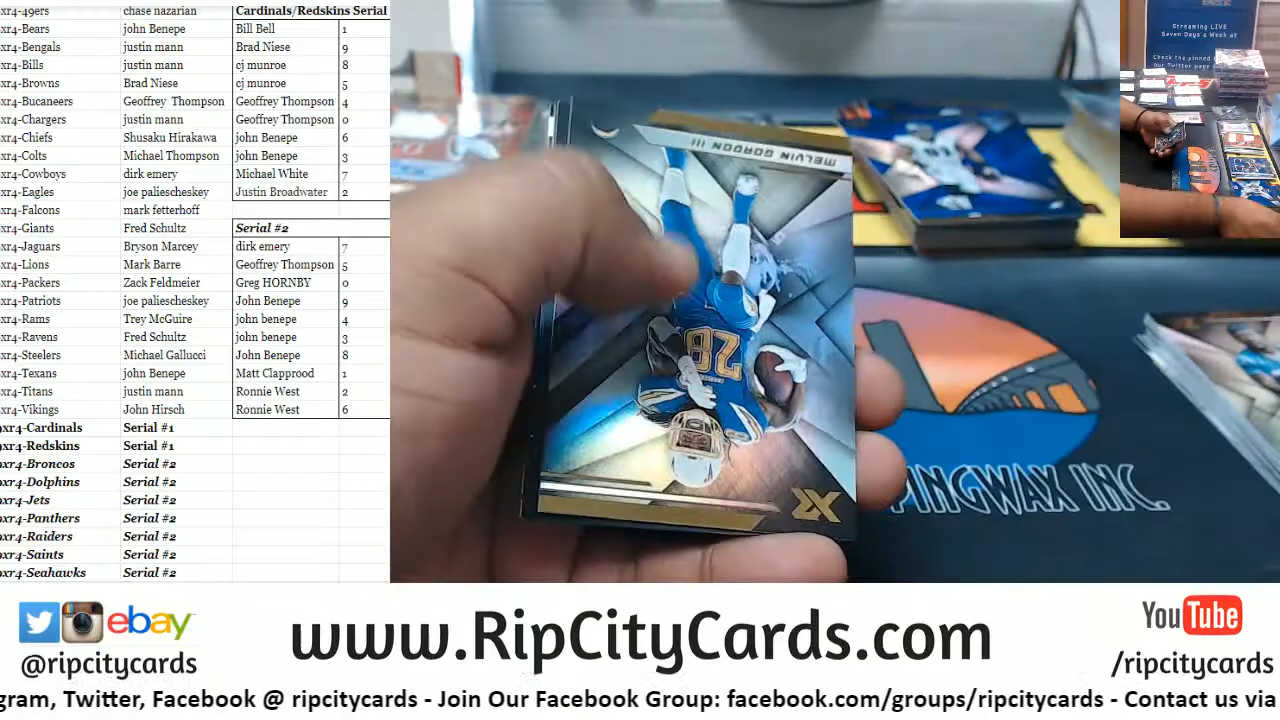 xr4-49ers chase nazarian Cardinals/Redskins Serial
xr4-Bears john Benepe Bill Bell 1
xr4-Bengals justin mann Brad Niese 9
xr4-Bills justin mann cj munroe 8
xr4-Browns Brad Niese cj munroe 5
xr4-Bucaneers Geoffrey Thompson Geoffrey Thompson 4
xr4-Chargers justin mann Geoffrey Thompson 0
xr4-Chiefs Shusaku Hirakawa john Benepe 6
xr4-Colts Michael Thompson john Benepe 3
xr4-Cowboys dirk emery Michael White 7
xr4-Eagles joe paliescheskey Justin Broadwater 2
xr4-Falcons mark fetterhoff
xr4-Giants Fred Schultz Serial #2
xr4-Jaguars Bryson Marcey dirk emery 7
xr4-Lions Mark Barre Geoffrey Thompson 5
xr4-Packers Zack Feldmeier Greg HORNBY 0
xr4-Patriots joe paliescheskey John Benepe 9
xr4-Rams Trey McGuire john benepe 4
xr4-Ravens Fred Schultz john benepe 3
xr4-Steelers Michael Gallucci John Benepe 8
xr4-Texans john Benepe Matt Clapprood 1
xr4-Titans justin mann Ronnie West 2
xr4-Vikings John Hirsch Ronnie West 6
xr4-Cardinals Serial #1
xr4-Redskins Serial #1
xr4-Broncos Serial #2
xr4-Dolphins Serial #2
xr4-Jets Serial #2
xr4-Panthers Serial #2
xr4-Raiders Serial #2
xr4-Saints Serial #2
xr4-Seahawks Serial #2
MELVIN GORDON III
28
XR
PINGWAX INC.
Streaming LIVE
Seven Days a Week at
Check the pinned
our Twitter page
ebay
@ripcitycards
www.RipCityCards.com
YouTube
/ripcitycards
gram, Twitter, Facebook @ ripcitycards - Join Our Facebook Group: facebook.com/groups/ripcitycards - Contact us via